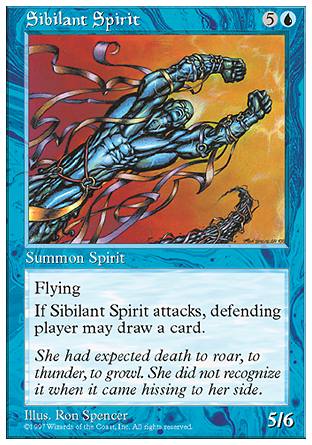 Sibilant Spirit 5
Summon Spirit
Flying
If Sibilant Spirit attacks, defending
player may draw a card.
She had expected death to roar, to
thunder, to growl. She did not recognize
it when it came hissing to her side.
Illus. Ron Spencer
©1997 Wizards of the Coast, Inc. All rights reserved.
5/6